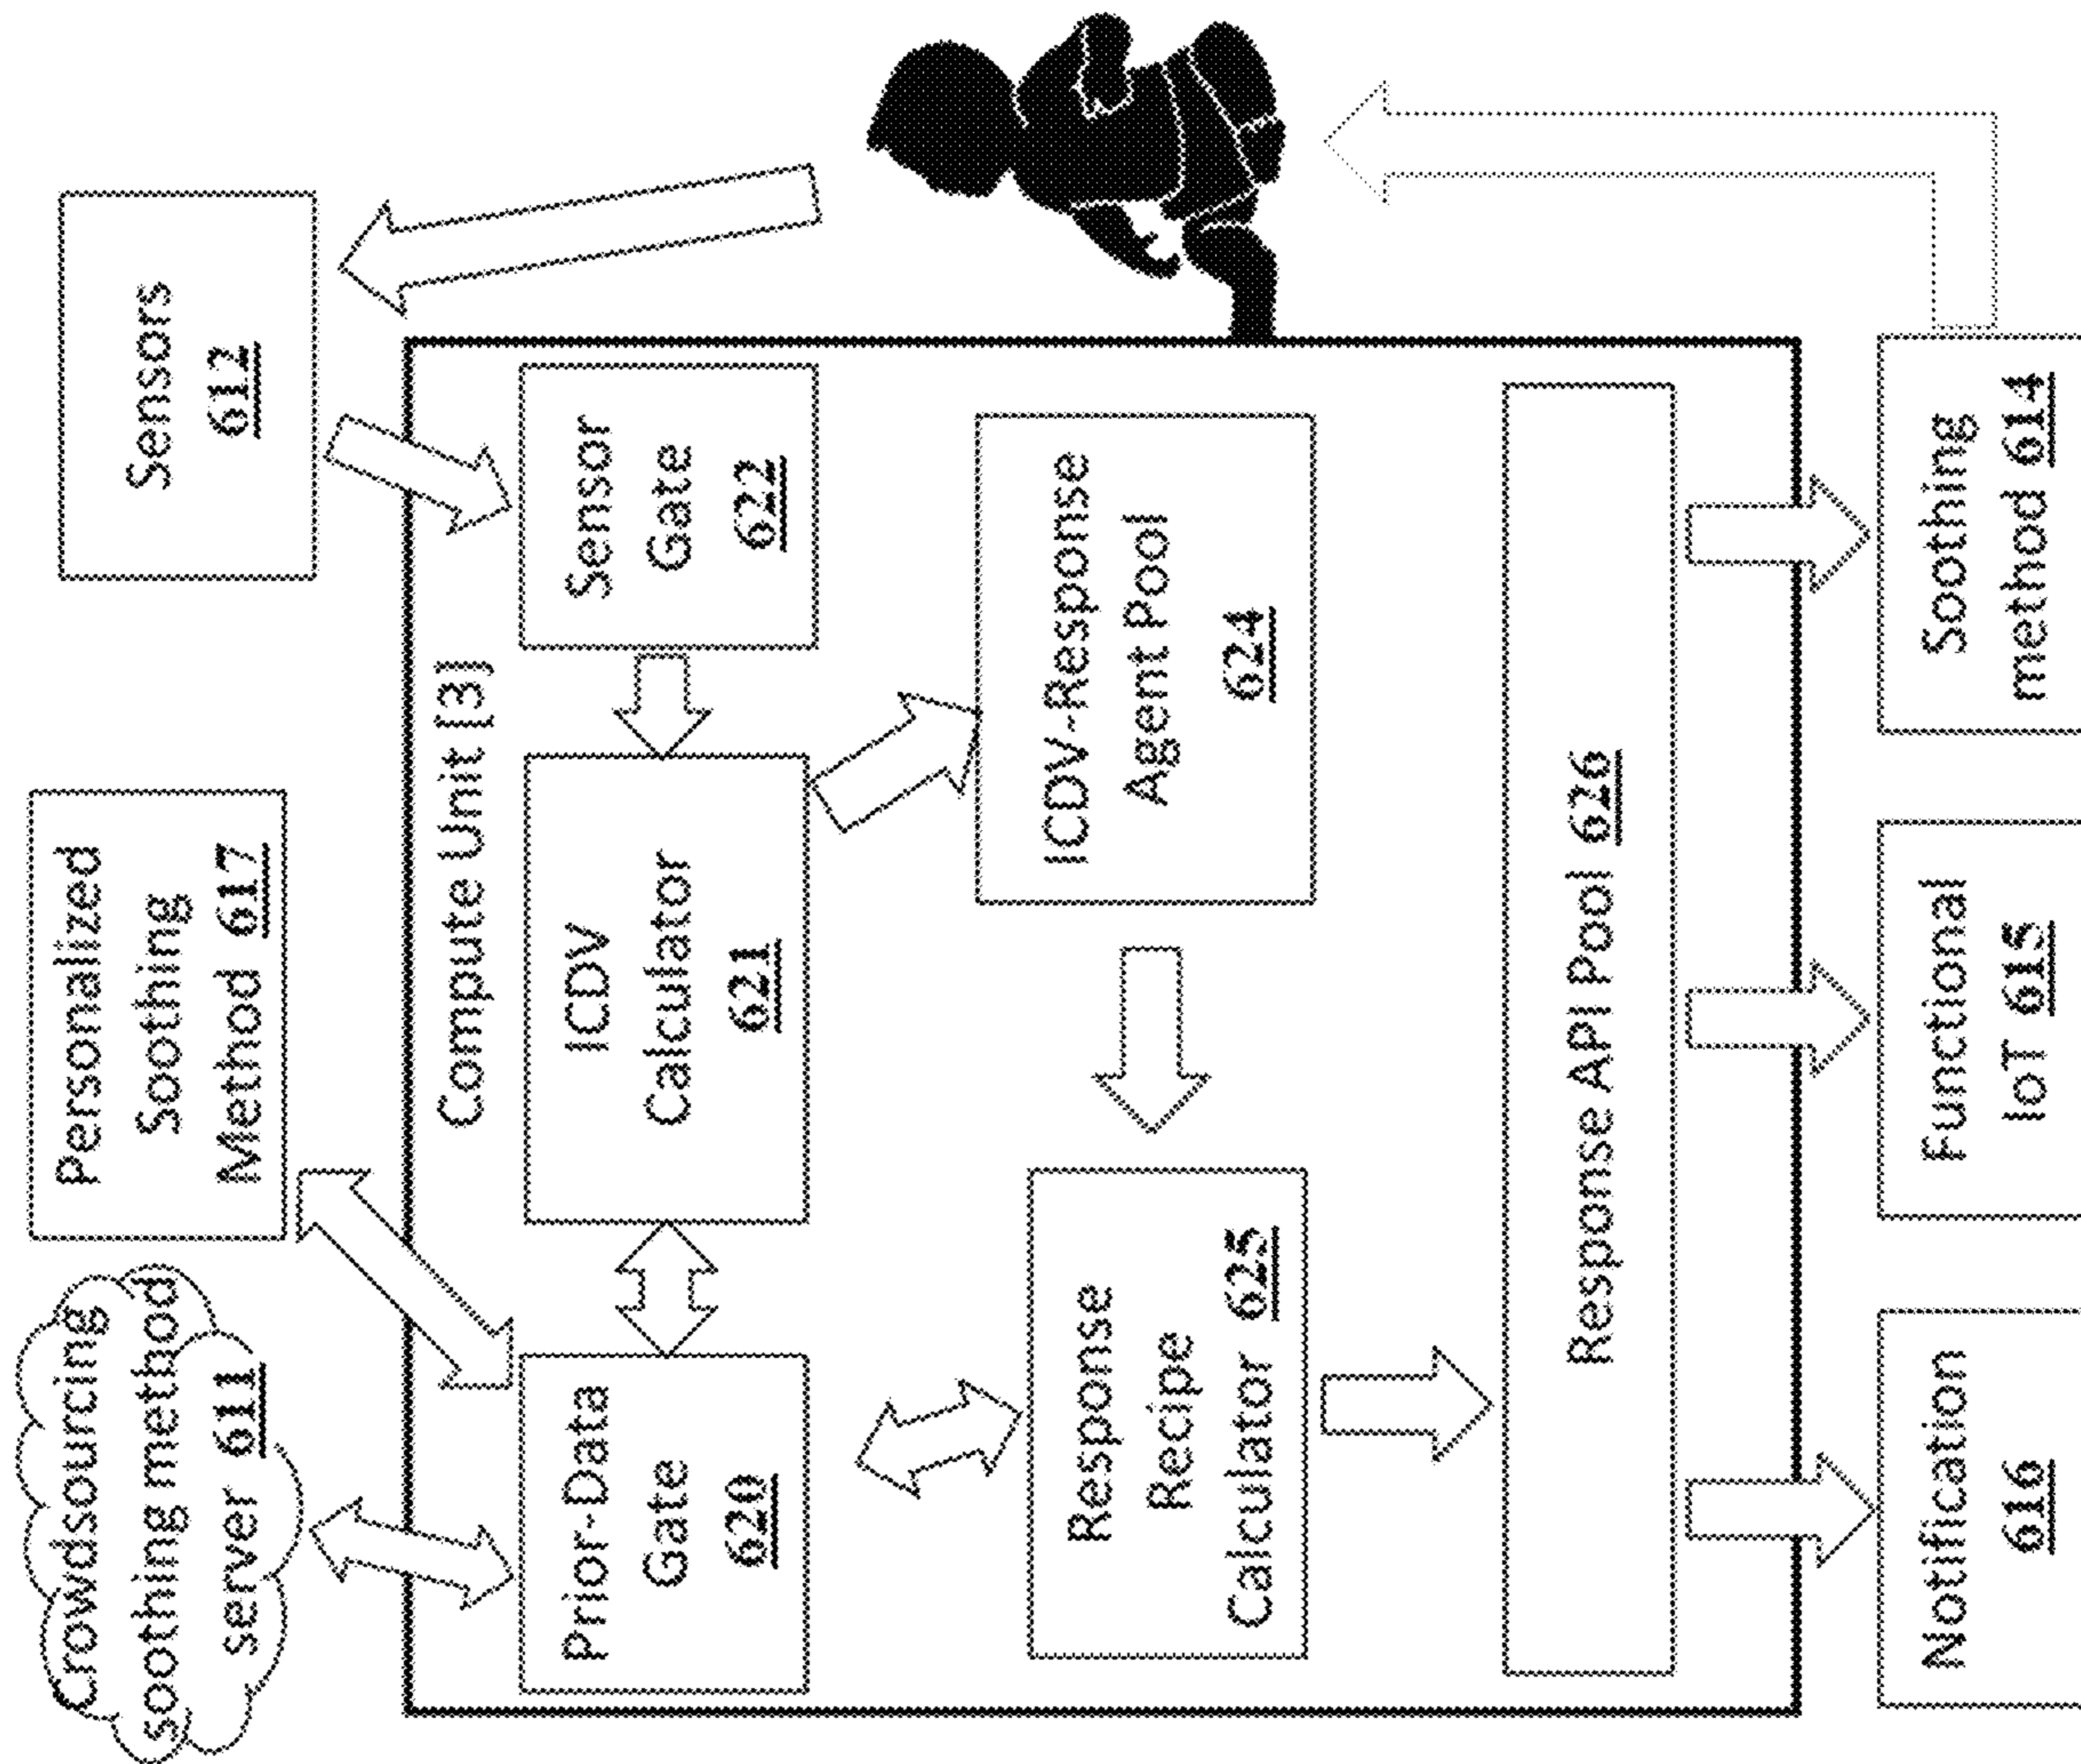 Crowdsourcing
soothing method
server 611
Personalized
Soothing
Method 617
Sensors
612
Compute Unit [3]
Prior-Data
Gate
620
ICDV
Calculator
621
Sensor
Gate
622
Response
Recipe
Calculator 625
ICDV-Response
Agent Pool
624
Response API Pool 626
Notification
616
Functional
IoT 615
Soothing
method 614